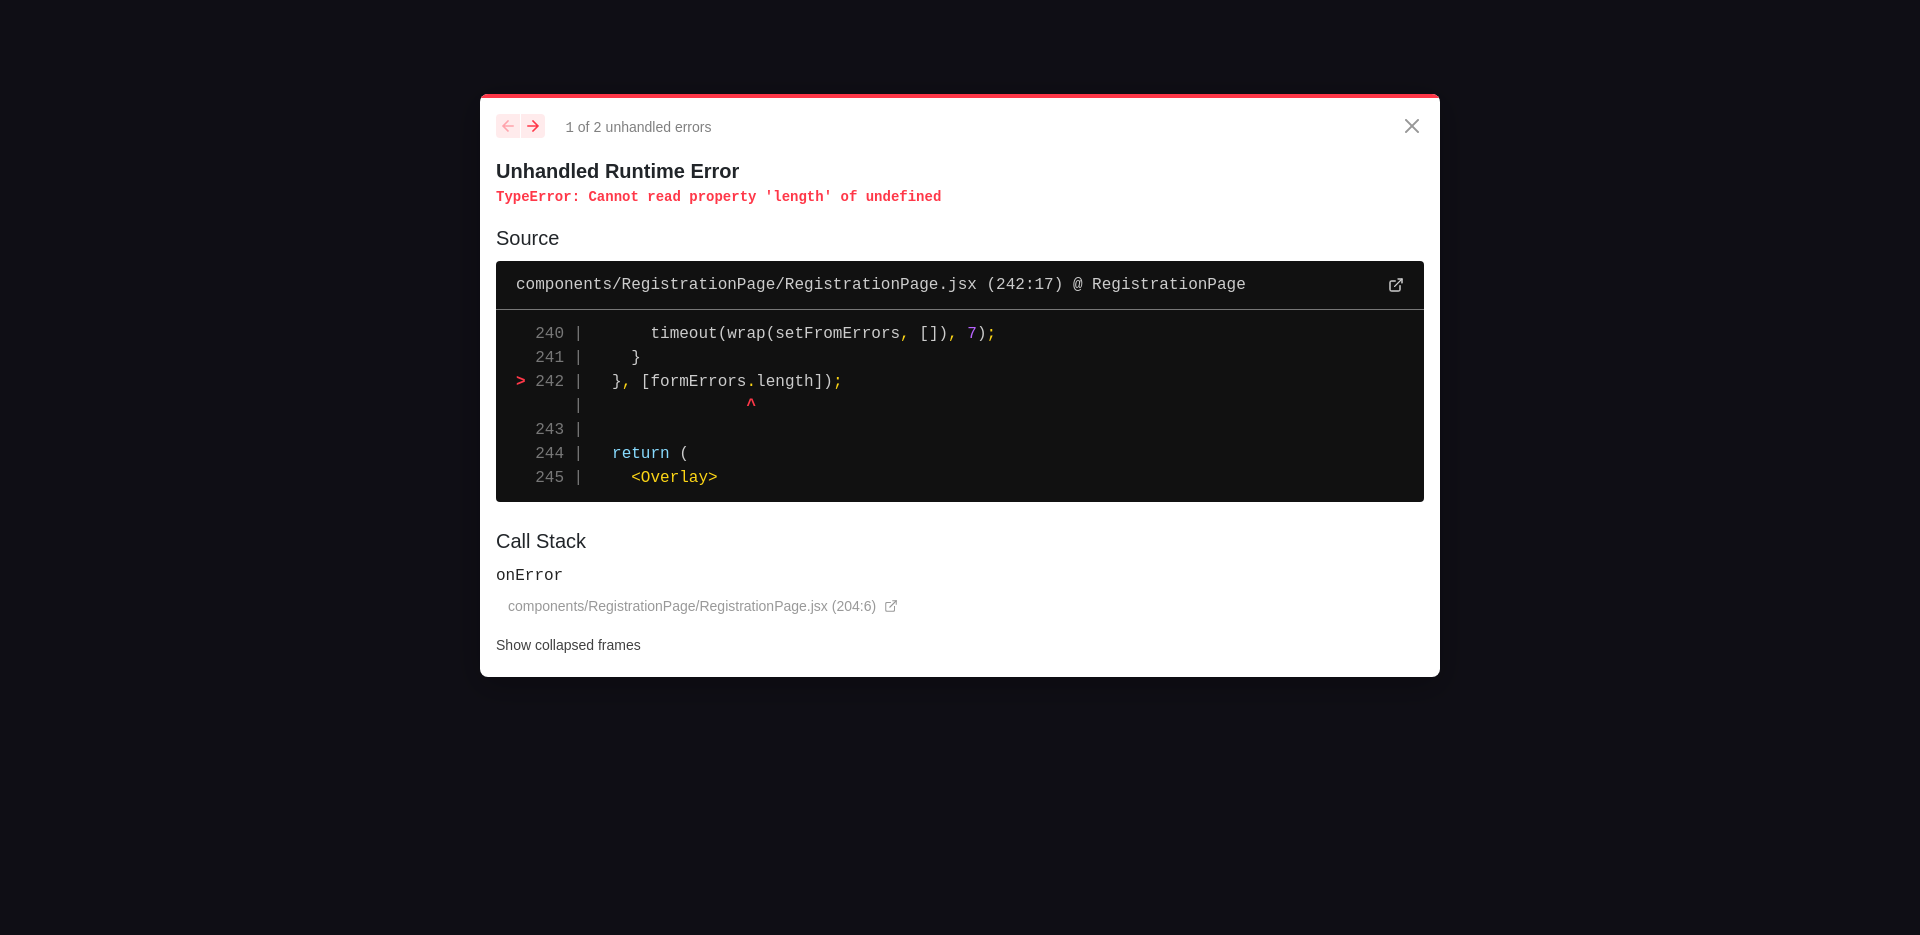 1 of 2 unhandled errors
Unhandled Runtime Error
TypeError: Cannot read property 'length' of undefined
Source
components/RegistrationPage/RegistrationPage.jsx (242:17) @ RegistrationPage
  240 |       timeout(wrap(setFromErrors, []), 7);
  241 |     }
> 242 |   }, [formErrors.length]);
      |                 ^
  243 |
  244 |   return (
  245 |     <Overlay>
Call Stack
onError
components/RegistrationPage/RegistrationPage.jsx (204:6)
Show collapsed frames